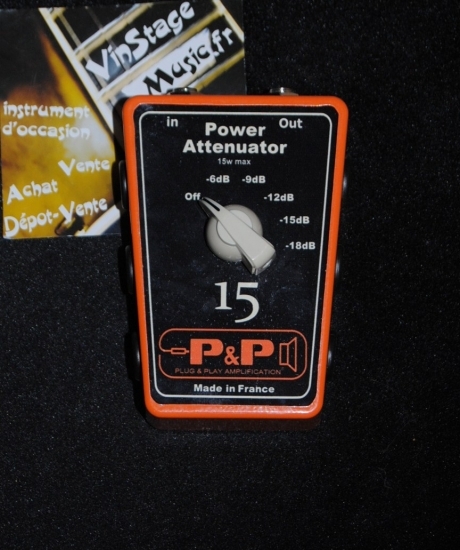 VinStage
Music.fr
instrument
d'occasion
Vente
Achat
Dépot-Vente
in
Out
Power
Attenuator
15w max
-6dB -9dB
Off
-12dB
-15dB
-18dB
15
P&P
PLUG & PLAY AMPLIFICATION
Made in France